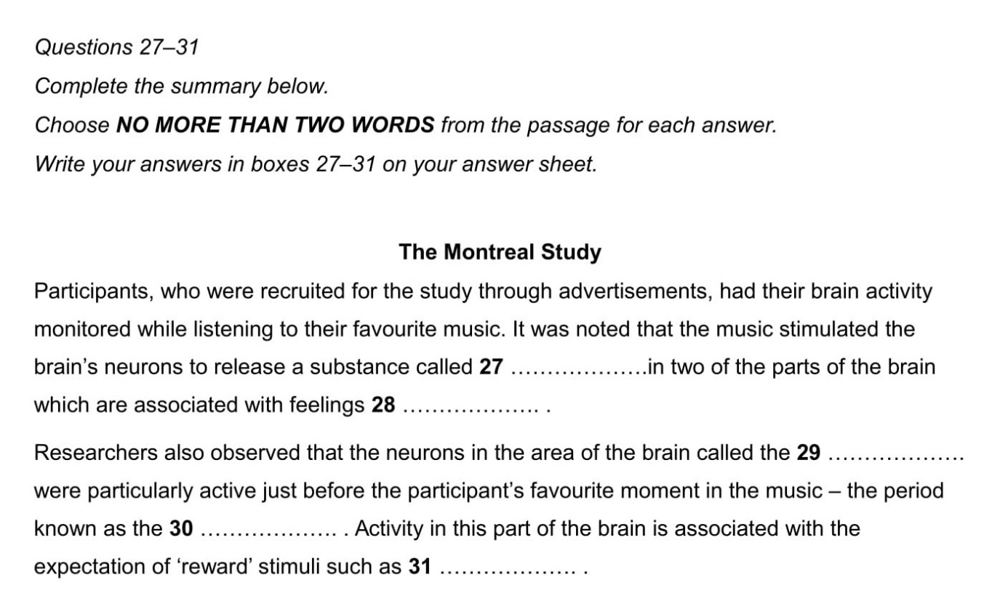 Questions 27–31
Complete the summary below.
Choose NO MORE THAN TWO WORDS from the passage for each answer.
Write your answers in boxes 27–31 on your answer sheet.
The Montreal Study
Participants, who were recruited for the study through advertisements, had their brain activity
monitored while listening to their favourite music. It was noted that the music stimulated the
brain’s neurons to release a substance called 27 ………………..in two of the parts of the brain
which are associated with feelings 28 ………………. .
Researchers also observed that the neurons in the area of the brain called the 29 ……………….
were particularly active just before the participant’s favourite moment in the music – the period
known as the 30 ………………. . Activity in this part of the brain is associated with the
expectation of ‘reward’ stimuli such as 31 ………………. .